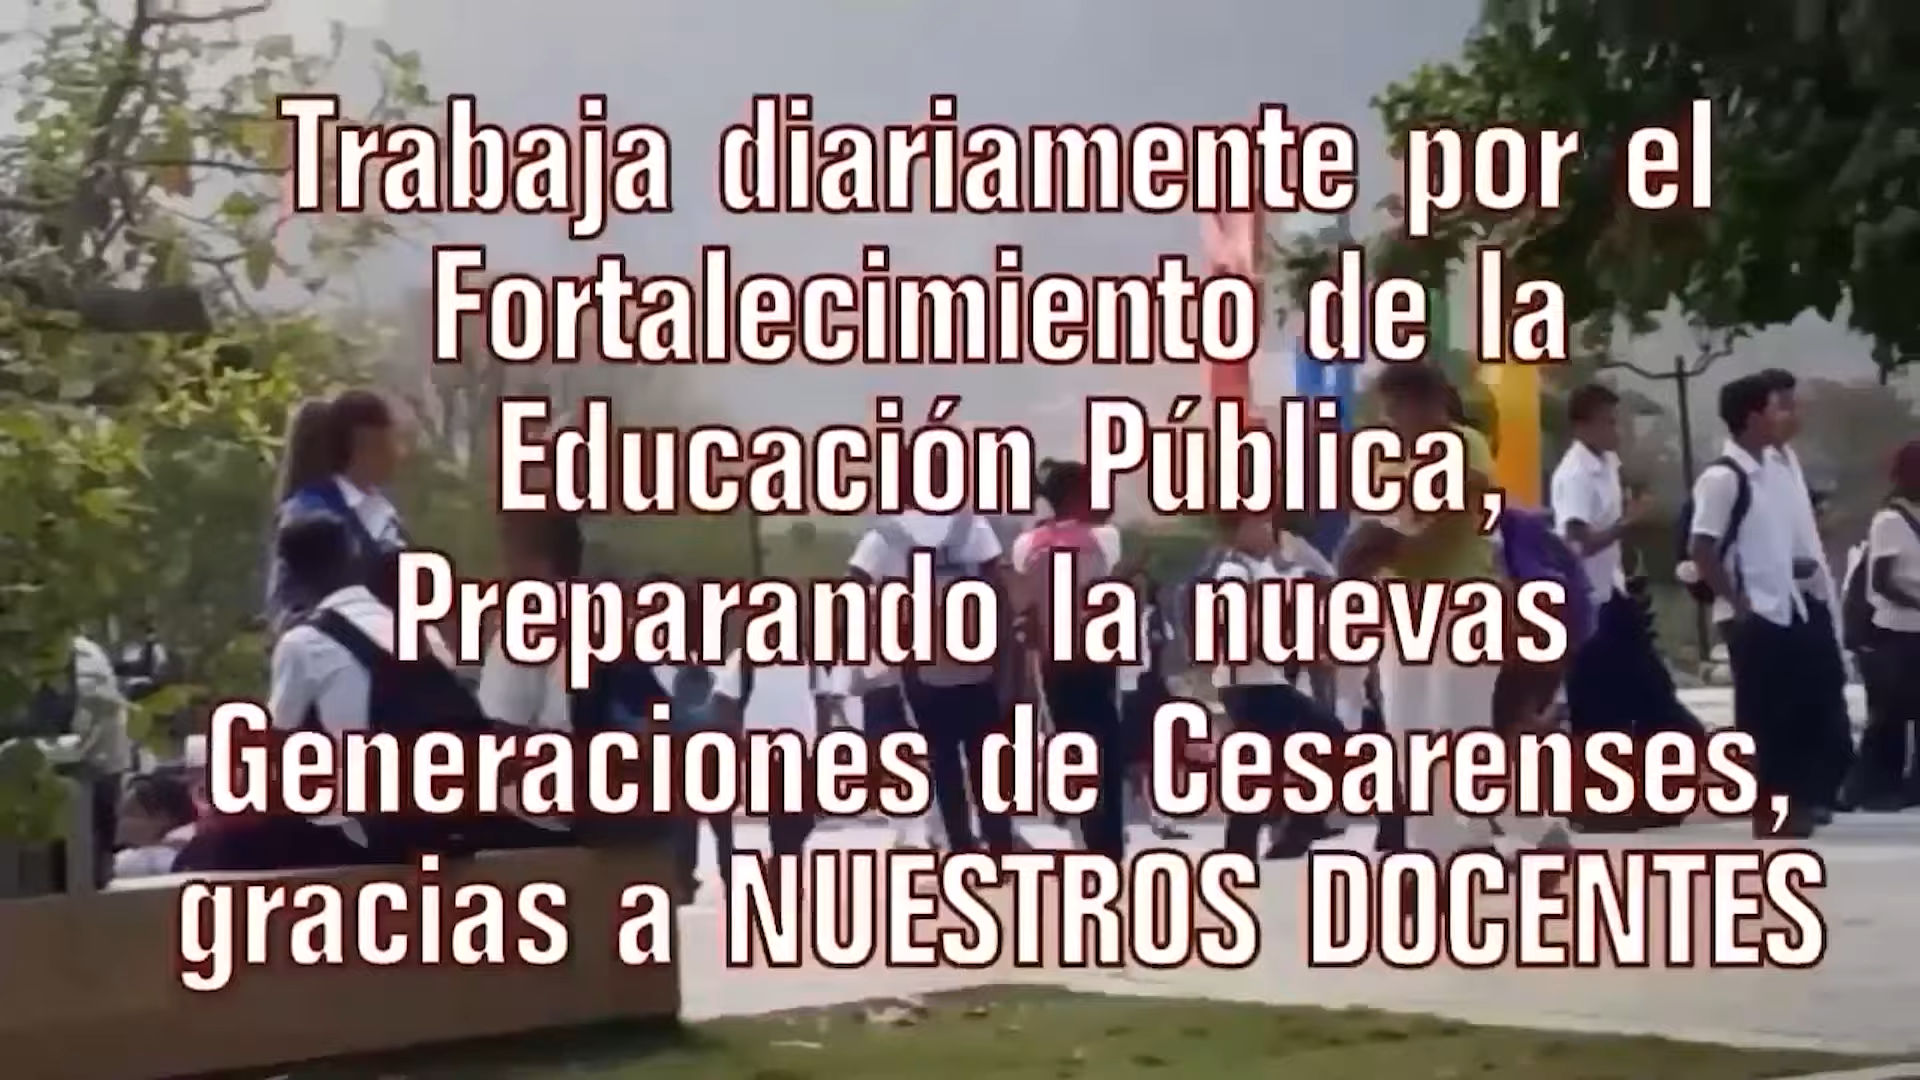 Trabaja diariamente por el
Fortalecimiento de la
Educación Pública,
Preparando la nuevas
Generaciones de Cesarenses,
gracias a NUESTROS DOCENTES